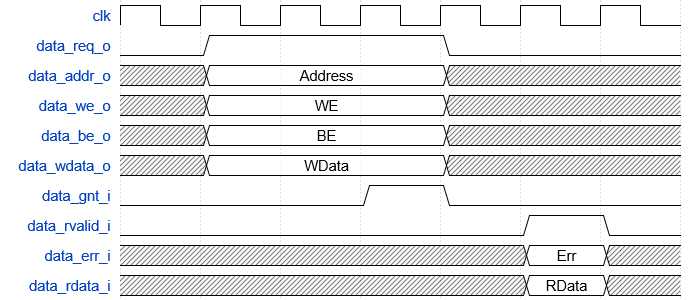 clk
data_req_o
data_addr_o Address
data_we_o WE
data_be_o BE
data_wdata_o WData
data_gnt_i
data_rvalid_i
data_err_i Err
data_rdata_i RData